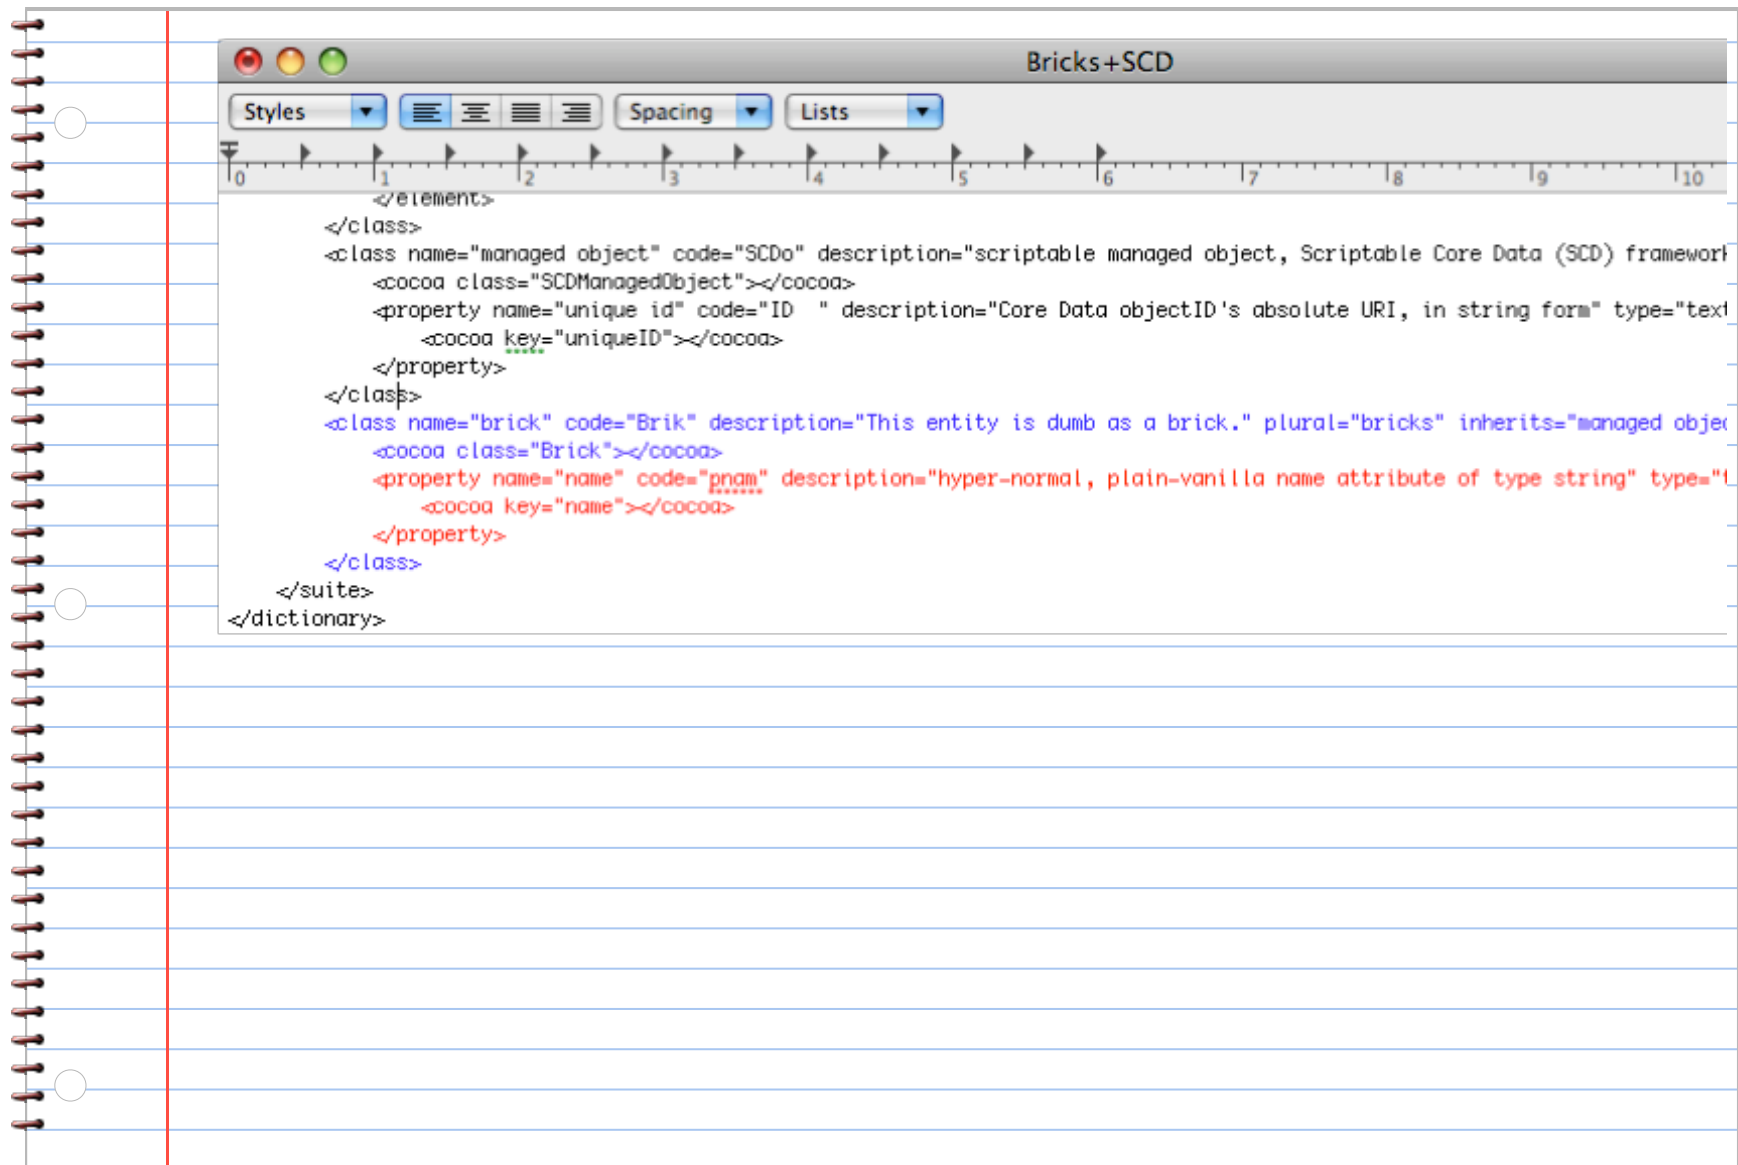 Bricks+SCD
Styles Spacing Lists
0 1 2 3 4 5 6 7 8 9 10
</element>
</class>
<class name="managed object" code="SCDo" description="scriptable managed object, Scriptable Core Data (SCD) framework
<cocoa class="SCDManagedObject"></cocoa>
<property name="unique id" code="ID  " description="Core Data objectID's absolute URI, in string form" type="text
<cocoa key="uniqueID"></cocoa>
</property>
</class>
<class name="brick" code="Brik" description="This entity is dumb as a brick." plural="bricks" inherits="managed objec
<cocoa class="Brick"></cocoa>
<property name="name" code="pnam" description="hyper-normal, plain-vanilla name attribute of type string" type="t
<cocoa key="name"></cocoa>
</property>
</class>
</suite>
</dictionary>